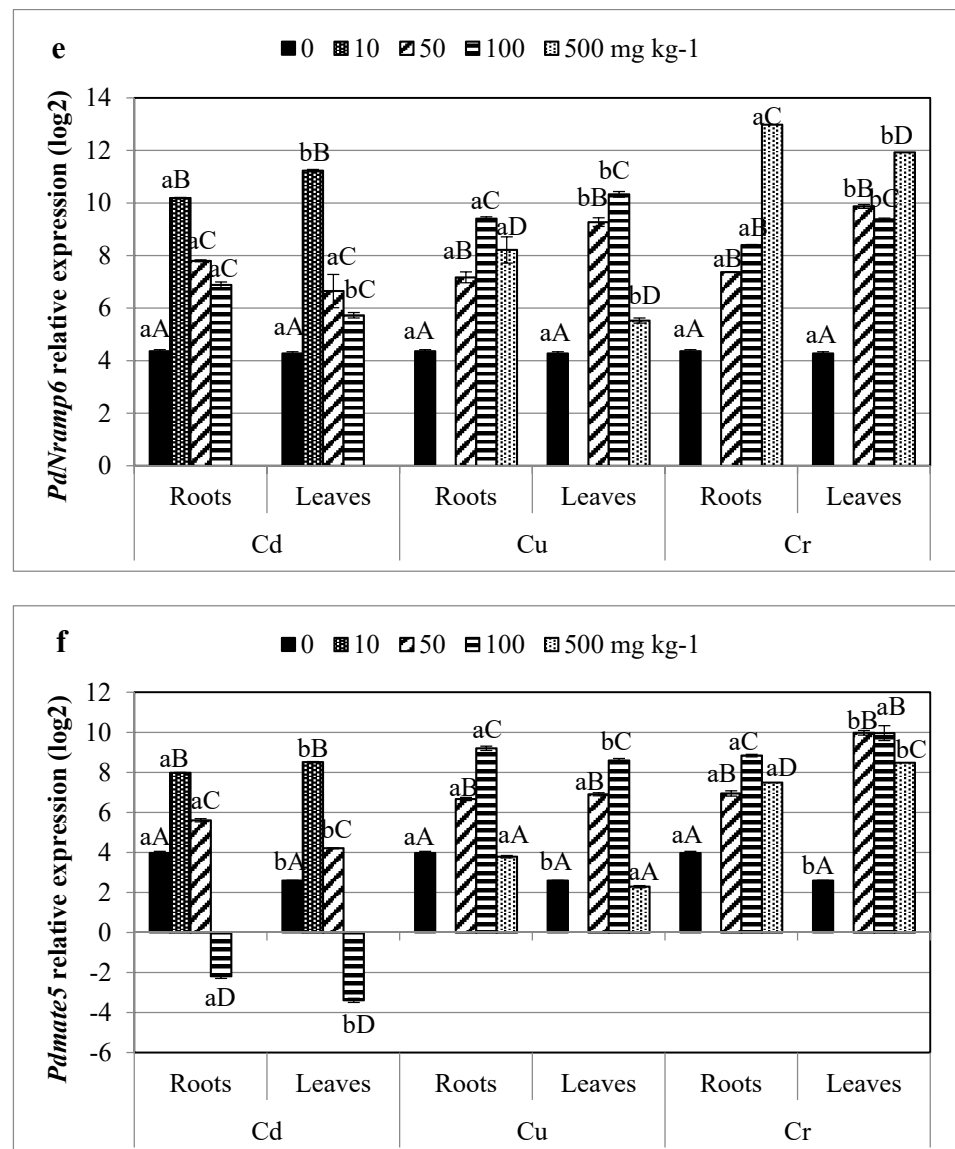 e
0 10 50 100 500 mg kg-1
PdNramp6 relative expression (log2)
14
12
10
8
6
4
2
0
aA aB aC aC aA bB aC bC aA aB aC aD aA bB bC bD aA aB aB aC aA bB bC bD
Roots Leaves Roots Leaves Roots Leaves
Cd Cu Cr
f
0 10 50 100 500 mg kg-1
Pdmate5 relative expression (log2)
12
10
8
6
4
2
0
-2
-4
-6
aA aB aC aD bA bB bC bD aA aB aC aA bA aB bC aA aA aB aC aD bA bB aB bC
Roots Leaves Roots Leaves Roots Leaves
Cd Cu Cr